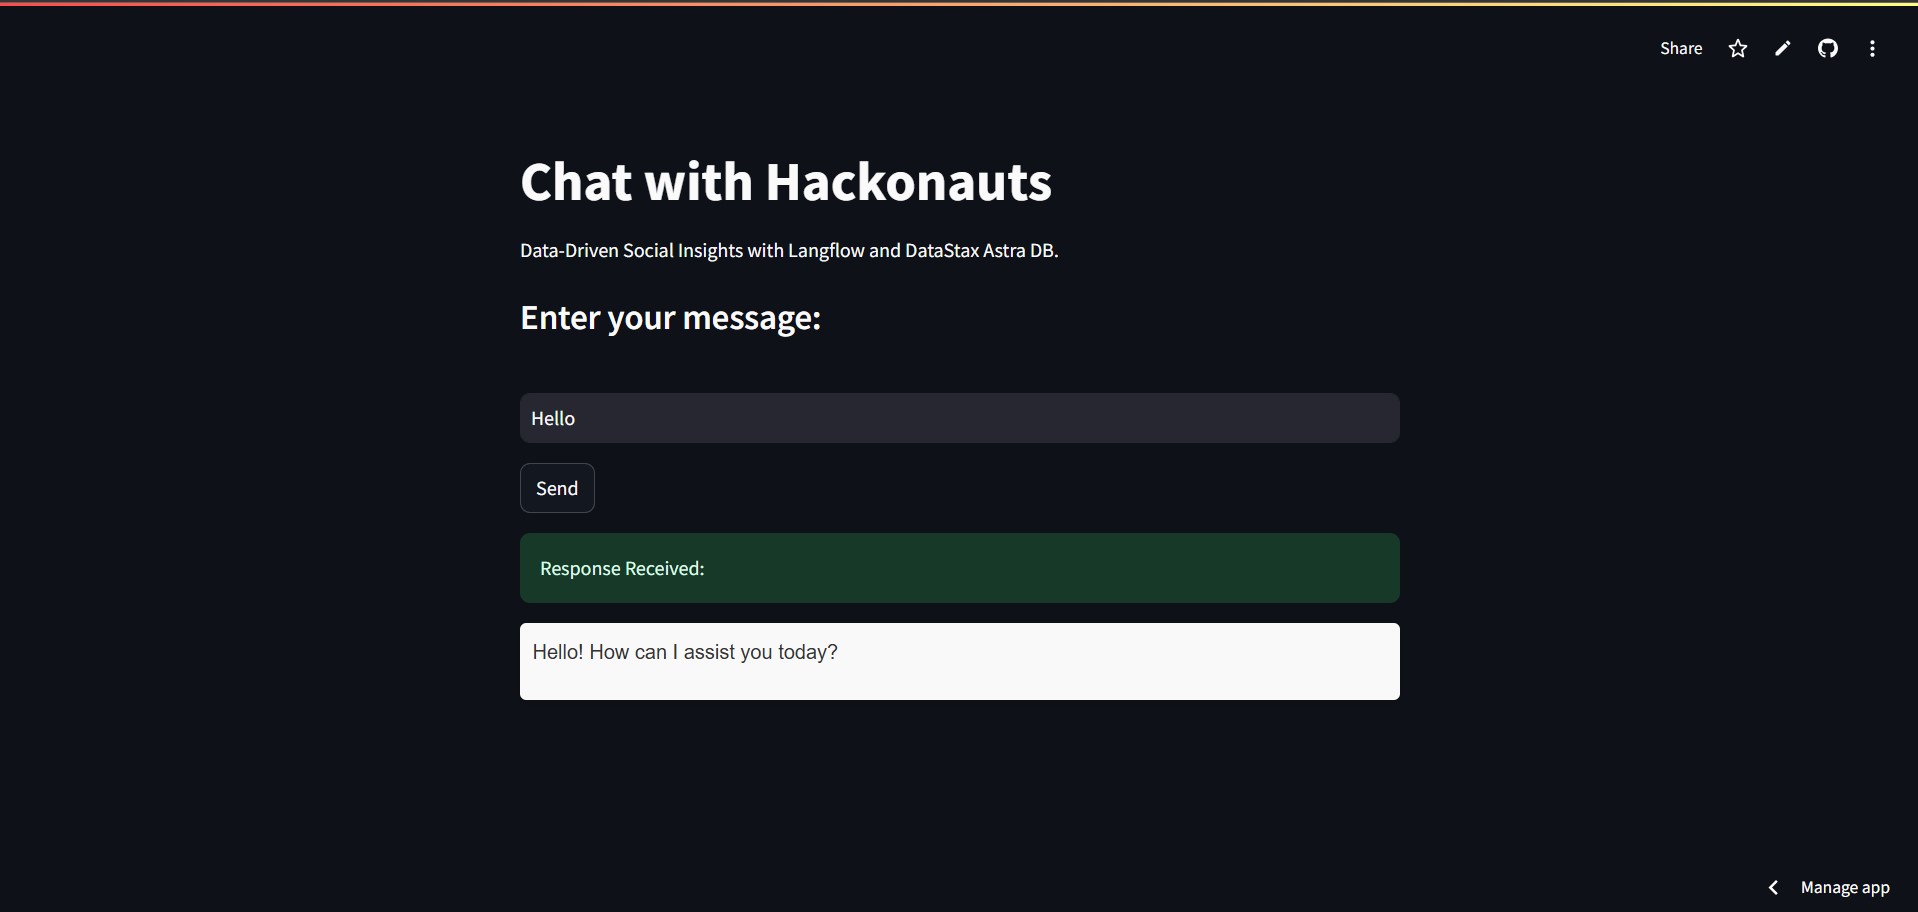 Share
Chat with Hackonauts
Data-Driven Social Insights with Langflow and DataStax Astra DB.
Enter your message:
Hello
Send
Response Received:
Hello! How can I assist you today?
Manage app